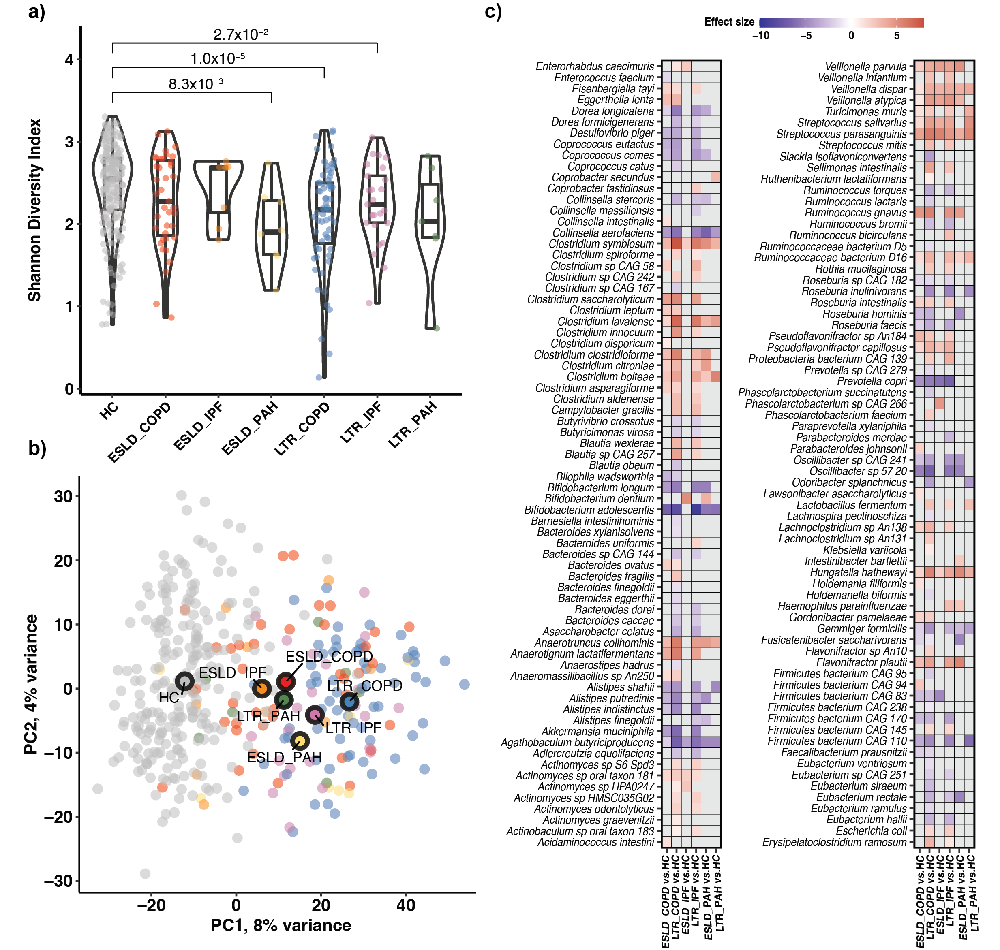 a)
2.7x10−2
1.0x10−5
8.3x10−3
Shannon Diversity Index
4
3
2
1
0
HC
ESLD_COPD
ESLD_IPF
ESLD_PAH
LTR_COPD
LTR_IPF
LTR_PAH
b)
PC2, 4% variance
30
20
10
0
−10
−20
−30
ESLD_COPD
ESLD_IPF
LTR_COPD
HC
LTR_PAH
LTR_IPF
ESLD_PAH
−20
0
20
40
PC1, 8% variance
c)
Effect size
−10
−5
0
5
Enterorhabdus caecimuris
Enterococcus faecium
Eisenbergiella tayi
Eggerthella lenta
Dorea longicatena
Dorea formicigenerans
Desulfovibrio piger
Coprococcus eutactus
Coprococcus comes
Coprococcus catus
Coprobacter secundus
Coprobacter fastidiosus
Collinsella stercoris
Collinsella massiliensis
Collinsella intestinalis
Collinsella aerofaciens
Clostridium symbiosum
Clostridium spiroforme
Clostridium sp CAG 58
Clostridium sp CAG 242
Clostridium sp CAG 167
Clostridium saccharolyticum
Clostridium leptum
Clostridium lavalense
Clostridium innocuum
Clostridium disporicum
Clostridium clostridioforme
Clostridium citroniae
Clostridium bolteae
Clostridium asparagiforme
Clostridium aldenense
Campylobacter gracilis
Butyrivibrio crossotus
Butyricimonas virosa
Blautia wexlerae
Blautia sp CAG 257
Blautia obeum
Bilophila wadsworthia
Bifidobacterium longum
Bifidobacterium dentium
Bifidobacterium adolescentis
Barnesiella intestinihominis
Bacteroides xylanisolvens
Bacteroides uniformis
Bacteroides sp CAG 144
Bacteroides ovatus
Bacteroides fragilis
Bacteroides finegoldii
Bacteroides eggerthii
Bacteroides dorei
Bacteroides caccae
Asaccharobacter celatus
Anaerotruncus colihominis
Anaerotignum lactatifermentans
Anaerostipes hadrus
Anaeromassilibacillus sp An250
Alistipes shahii
Alistipes putredinis
Alistipes indistinctus
Alistipes finegoldii
Akkermansia muciniphila
Agathobaculum butyriciproducens
Adlercreutzia equolifaciens
Actinomyces sp S6 Spd3
Actinomyces sp oral taxon 181
Actinomyces sp HPA0247
Actinomyces sp HMSC035G02
Actinomyces odontolyticus
Actinomyces graevenitzii
Actinobaculum sp oral taxon 183
Acidaminococcus intestini
ESLD_COPD vs.HC
LTR_COPD vs.HC
ESLD_IPF vs.HC
LTR_IPF vs.HC
ESLD_PAH vs.HC
LTR_PAH vs.HC
Veillonella parvula
Veillonella infantium
Veillonella dispar
Veillonella atypica
Turicimonas muris
Streptococcus salivarius
Streptococcus parasanguinis
Streptococcus mitis
Slackia isoflavoniconvertens
Sellimonas intestinalis
Ruthenibacterium lactatiformans
Ruminococcus torques
Ruminococcus lactaris
Ruminococcus gnavus
Ruminococcus bromii
Ruminococcus bicirculans
Ruminococcaceae bacterium D5
Ruminococcaceae bacterium D16
Rothia mucilaginosa
Roseburia sp CAG 182
Roseburia inulinivorans
Roseburia intestinalis
Roseburia hominis
Roseburia faecis
Pseudoflavonifractor sp An184
Pseudoflavonifractor capillosus
Proteobacteria bacterium CAG 139
Prevotella sp CAG 279
Prevotella copri
Phascolarctobacterium succinatutens
Phascolarctobacterium sp CAG 266
Phascolarctobacterium faecium
Paraprevotella xylaniphila
Parabacteroides merdae
Parabacteroides johnsonii
Oscillibacter sp CAG 241
Oscillibacter sp 57 20
Odoribacter splanchnicus
Lawsonibacter asaccharolyticus
Lactobacillus fermentum
Lachnospira pectinoschiza
Lachnoclostridium sp An138
Lachnoclostridium sp An131
Klebsiella variicola
Intestinibacter bartlettii
Hungatella hathewayi
Holdemania filiformis
Holdemanella biformis
Haemophilus parainfluenzae
Gordonibacter pamelaeae
Gemmiger formicilis
Fusicatenibacter saccharivorans
Flavonifractor sp An10
Flavonifractor plautii
Firmicutes bacterium CAG 95
Firmicutes bacterium CAG 94
Firmicutes bacterium CAG 83
Firmicutes bacterium CAG 238
Firmicutes bacterium CAG 170
Firmicutes bacterium CAG 145
Firmicutes bacterium CAG 110
Faecalibacterium prausnitzii
Eubacterium ventriosum
Eubacterium sp CAG 251
Eubacterium siraeum
Eubacterium rectale
Eubacterium ramulus
Eubacterium hallii
Escherichia coli
Erysipelatoclostridium ramosum
ESLD_COPD vs.HC
LTR_COPD vs.HC
ESLD_IPF vs.HC
LTR_IPF vs.HC
ESLD_PAH vs.HC
LTR_PAH vs.HC